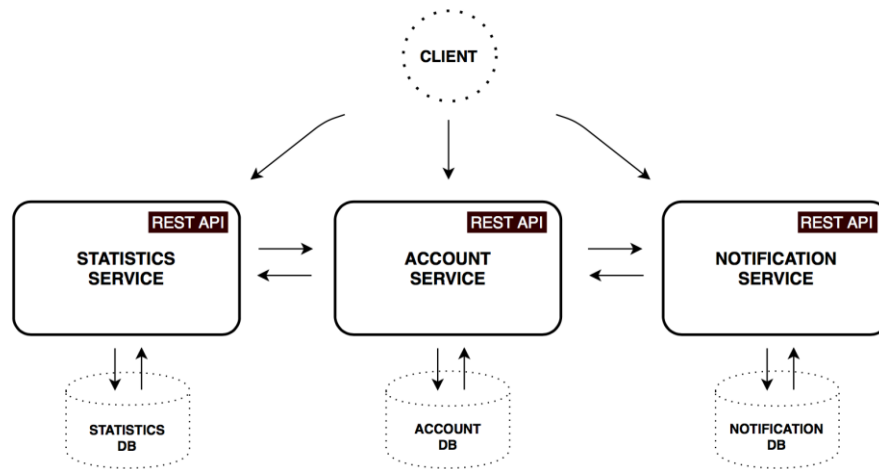 CLIENT
REST API
REST API
REST API
STATISTICS
SERVICE
ACCOUNT
SERVICE
NOTIFICATION
SERVICE
STATISTICS
DB
ACCOUNT
DB
NOTIFICATION
DB